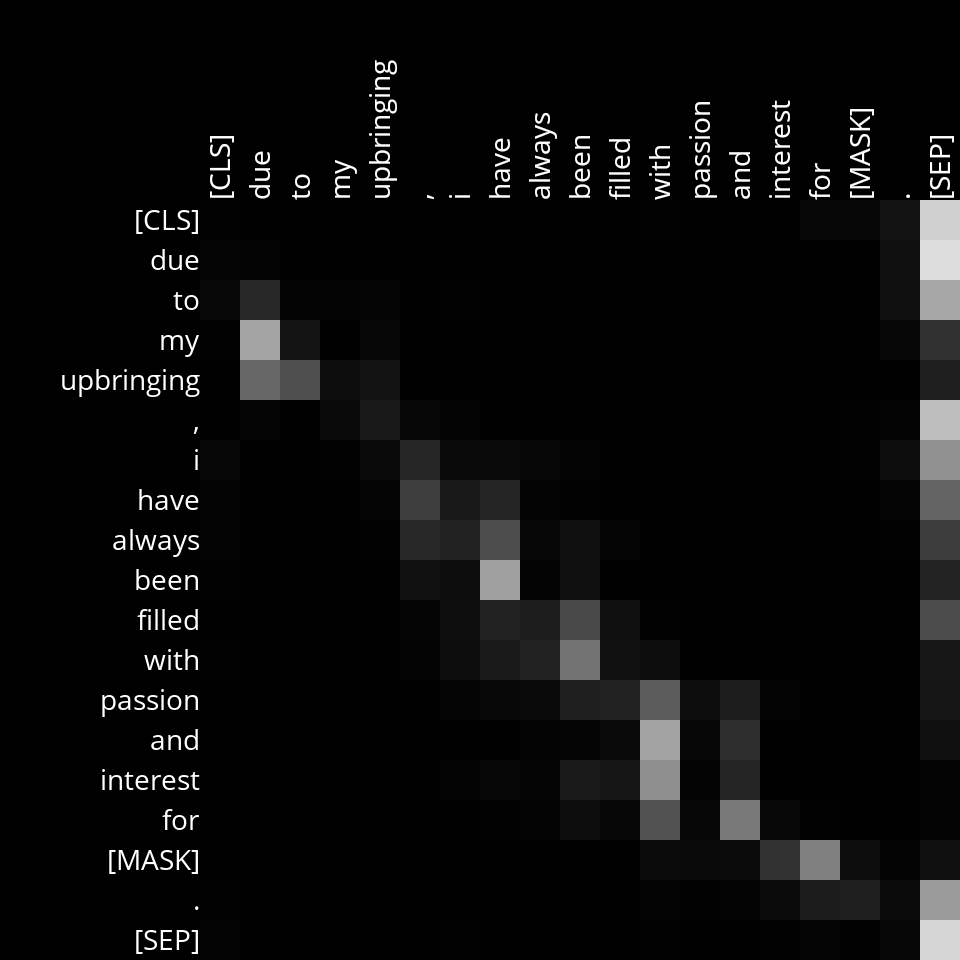 [CLS] due to my upbringing , i have always been filled with passion and interest for [MASK] . [SEP]
[CLS]
due
to
my
upbringing
,
i
have
always
been
filled
with
passion
and
interest
for
[MASK]
.
[SEP]